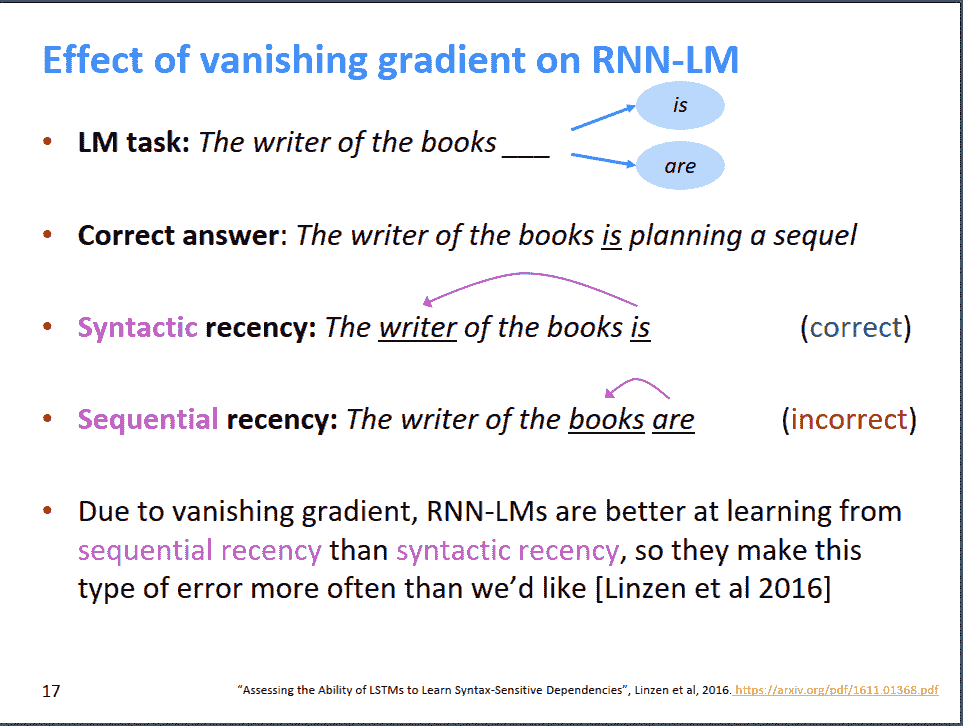 Effect of vanishing gradient on RNN-LM
is
• LM task: The writer of the books ___
are
• Correct answer: The writer of the books is planning a sequel
• Syntactic recency: The writer of the books is (correct)
• Sequential recency: The writer of the books are (incorrect)
• Due to vanishing gradient, RNN-LMs are better at learning from
sequential recency than syntactic recency, so they make this
type of error more often than we’d like [Linzen et al 2016]
17
“Assessing the Ability of LSTMs to Learn Syntax-Sensitive Dependencies”, Linzen et al, 2016. https://arxiv.org/pdf/1611.01368.pdf